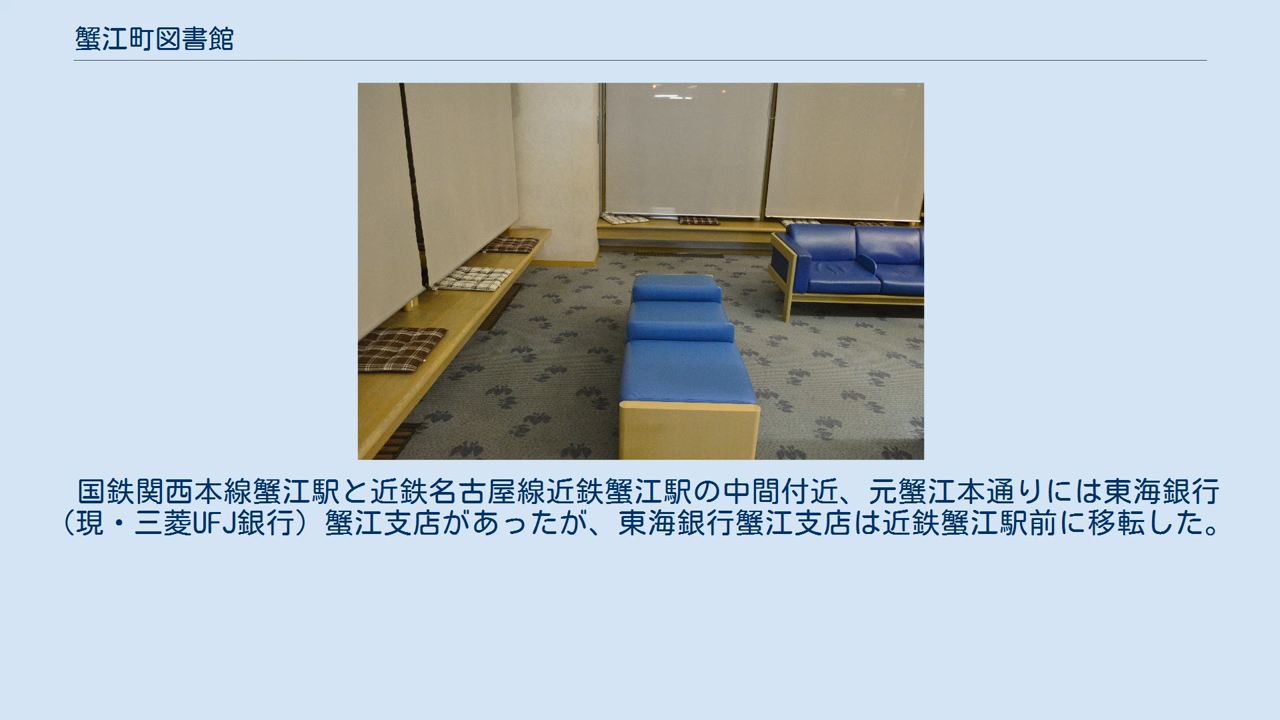 蟹江町図書館
国鉄関西本線蟹江駅と近鉄名古屋線近鉄蟹江駅の中間付近、元蟹江本通りには東海銀行
（現・三菱UFJ銀行）蟹江支店があったが、東海銀行蟹江支店は近鉄蟹江駅前に移転した。